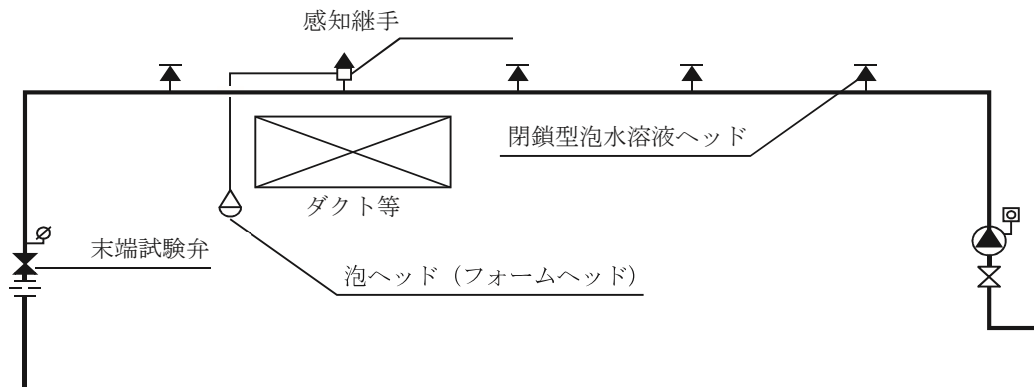 感知継手
閉鎖型泡水溶液ヘッド
ダクト等
末端試験弁
泡ヘッド（フォームヘッド）